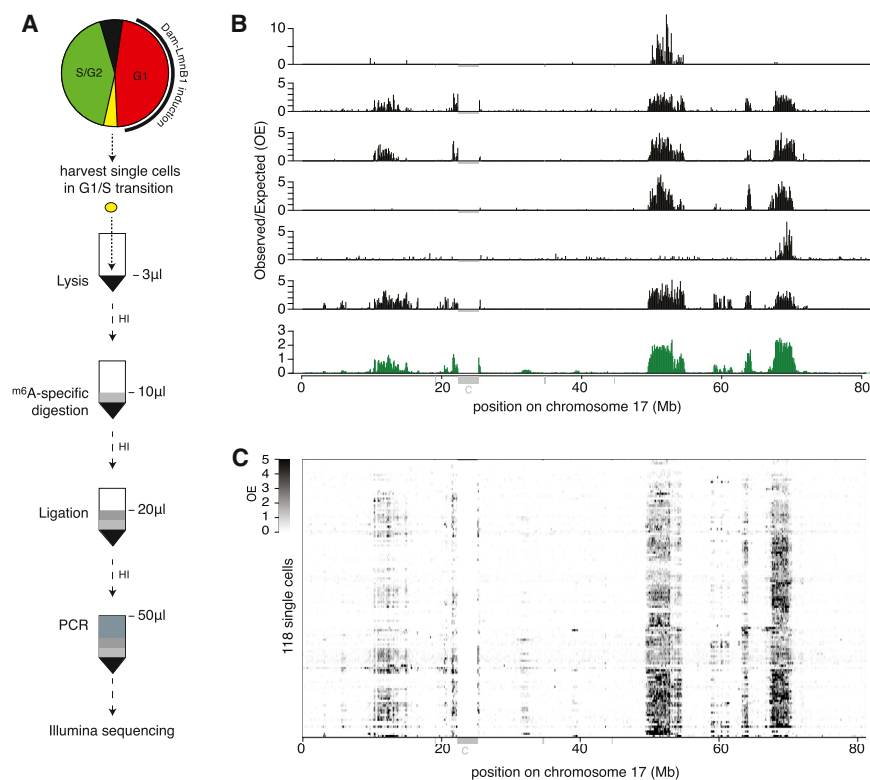 A
S/G2
G1
Dam-LmnB1 induction
harvest single cells
in G1/S transition
Lysis
3µl
HI
m6A-specific
digestion
10µl
HI
Ligation
20µl
HI
PCR
50µl
Illumina sequencing
B
Observed/Expected (OE)
10
0
5
0
5
0
5
0
5
0
5
0
3
2
1
0
0 20 40 60 80
C
position on chromosome 17 (Mb)
C
OE
5
4
3
2
1
0
118 single cells
0 20 40 60 80
C
position on chromosome 17 (Mb)